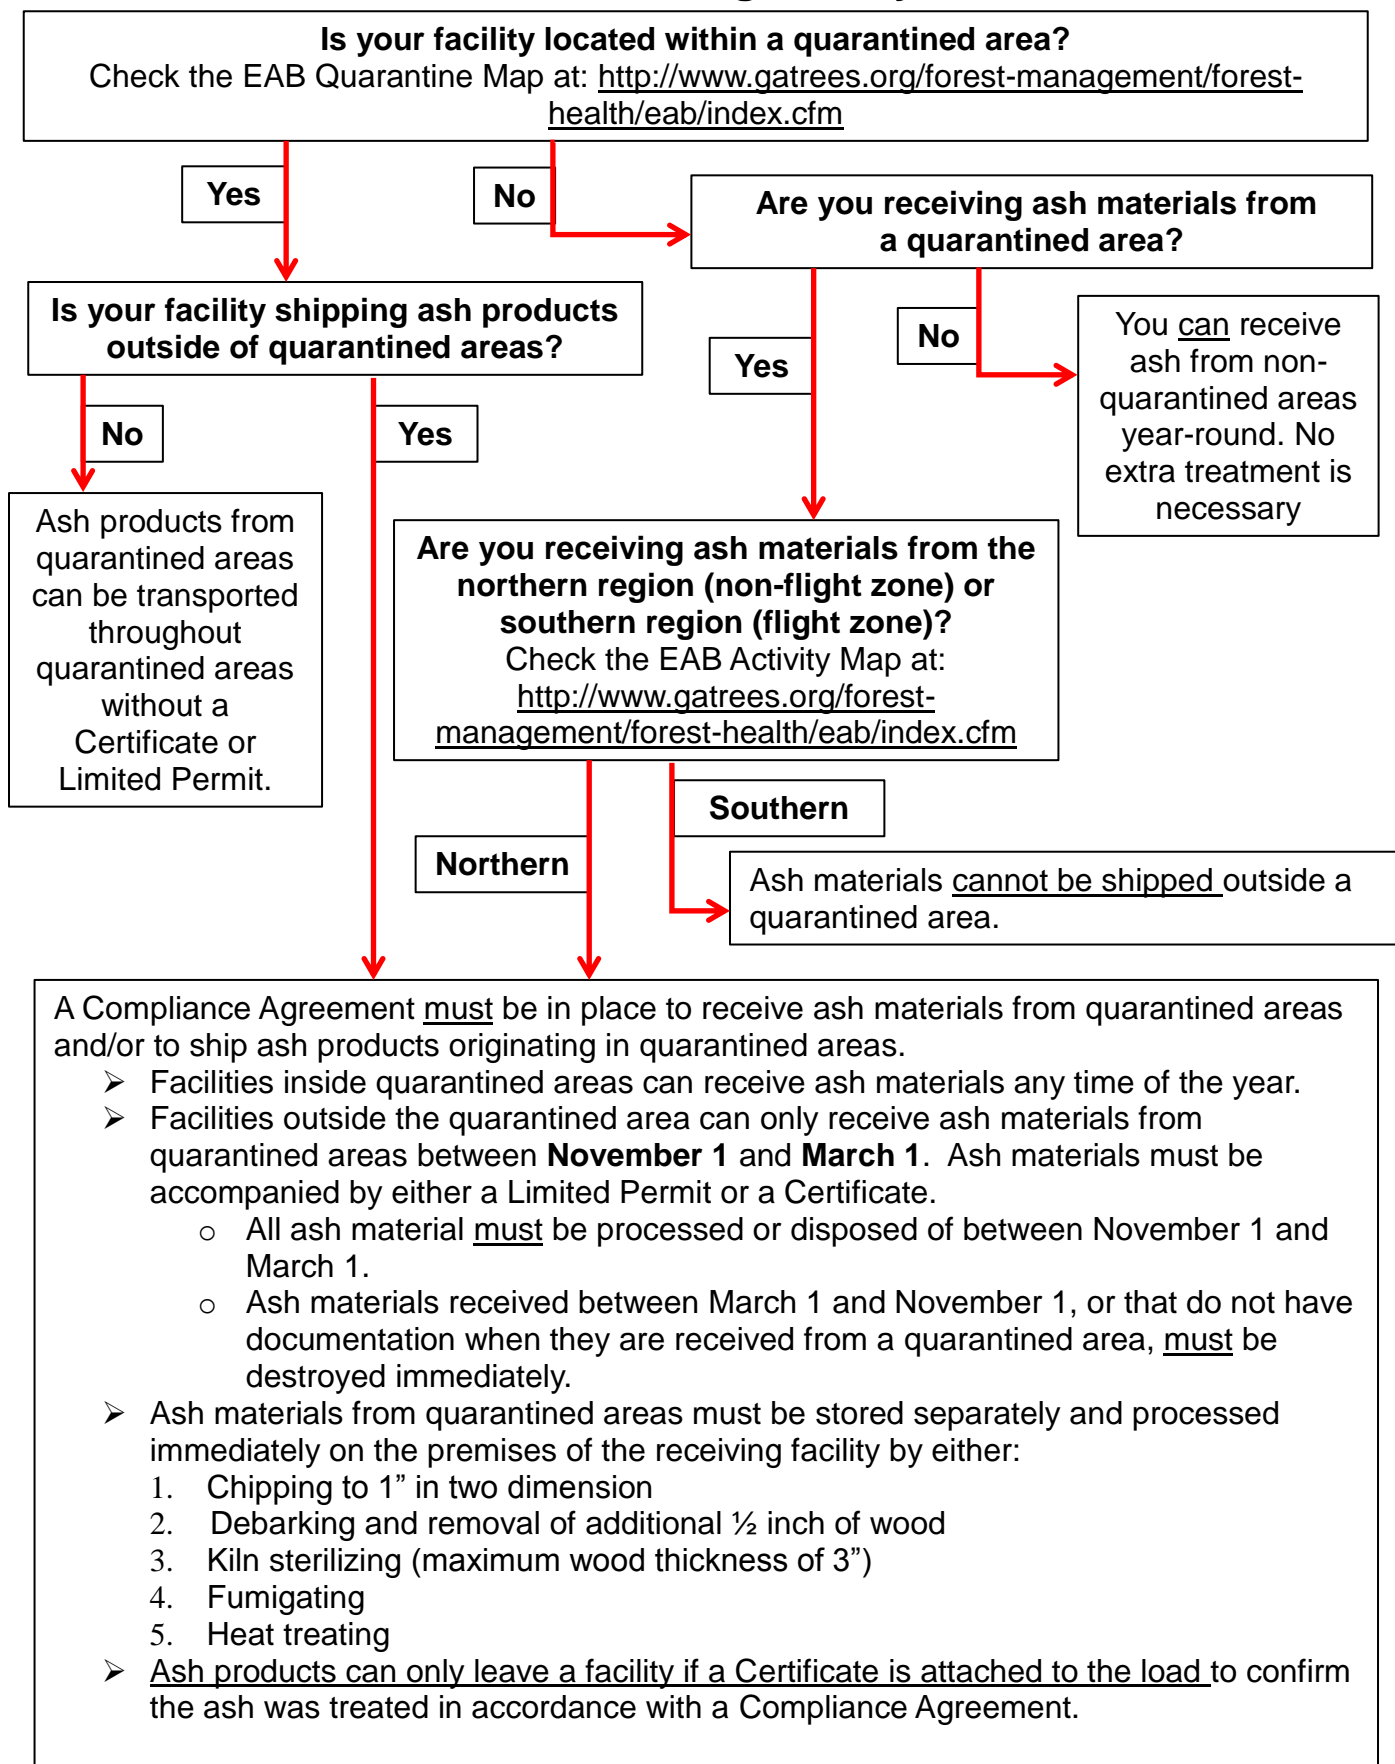 Is your facility located within a quarantined area?
Check the EAB Quarantine Map at: http://www.gatrees.org/forest-management/forest-
health/eab/index.cfm
Yes
No
Are you receiving ash materials from
a quarantined area?
Is your facility shipping ash products
outside of quarantined areas?
No
Yes
Yes
No
You can receive
ash from non-
quarantined areas
year-round. No
extra treatment is
necessary
Ash products from
quarantined areas
can be transported
throughout
quarantined areas
without a
Certificate or
Limited Permit.
Are you receiving ash materials from the
northern region (non-flight zone) or
southern region (flight zone)?
Check the EAB Activity Map at:
http://www.gatrees.org/forest-
management/forest-health/eab/index.cfm
Southern
Northern
Ash materials cannot be shipped outside a
quarantined area.
A Compliance Agreement must be in place to receive ash materials from quarantined areas
and/or to ship ash products originating in quarantined areas.
➢ Facilities inside quarantined areas can receive ash materials any time of the year.
➢ Facilities outside the quarantined area can only receive ash materials from
quarantined areas between November 1 and March 1. Ash materials must be
accompanied by either a Limited Permit or a Certificate.
o All ash material must be processed or disposed of between November 1 and
March 1.
o Ash materials received between March 1 and November 1, or that do not have
documentation when they are received from a quarantined area, must be
destroyed immediately.
➢ Ash materials from quarantined areas must be stored separately and processed
immediately on the premises of the receiving facility by either:
1. Chipping to 1” in two dimension
2. Debarking and removal of additional ½ inch of wood
3. Kiln sterilizing (maximum wood thickness of 3”)
4. Fumigating
5. Heat treating
➢ Ash products can only leave a facility if a Certificate is attached to the load to confirm
the ash was treated in accordance with a Compliance Agreement.